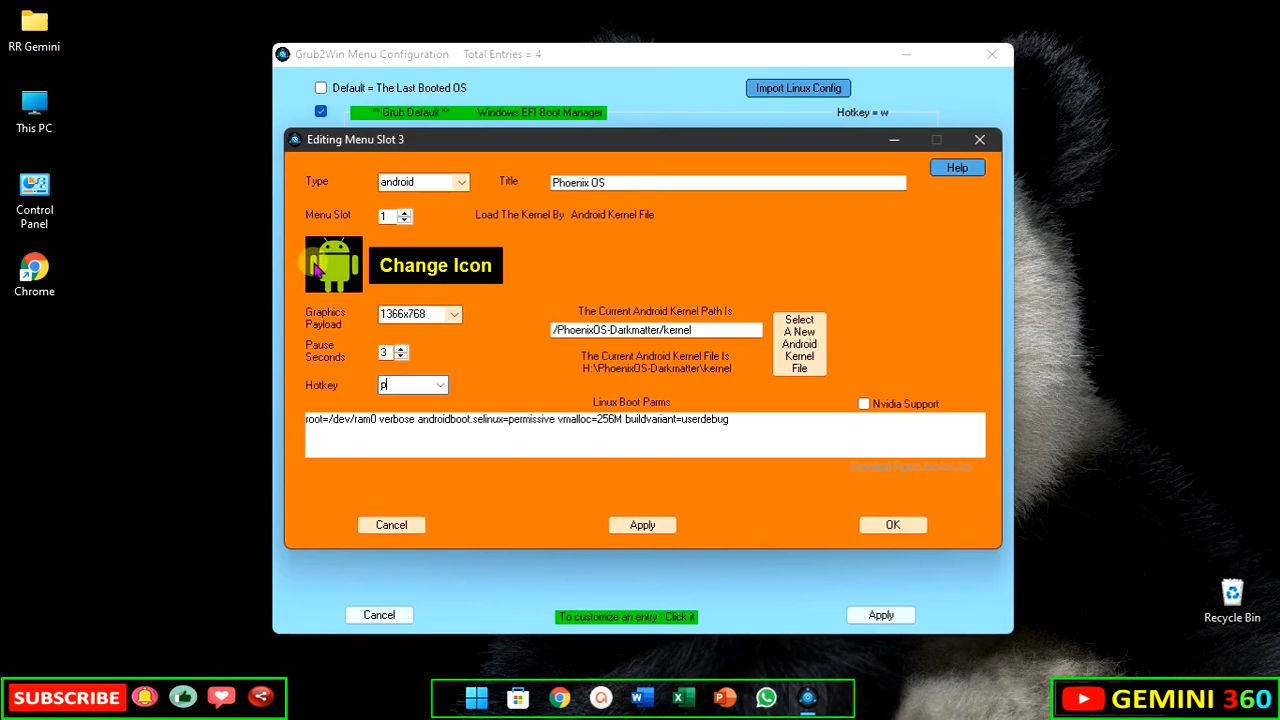 RR Gemini
This PC
Control
Panel
Chrome
Grub2Win Menu Configuration Total Entries = 4
Default = The Last Booted OS
Import Linux Config
** Grub Default ** Windows EFI Boot Manager
Hotkey = w
Editing Menu Slot 3
Help
Type android Title Phoenix OS
Menu Slot 1 Load The Kernel By Android Kernel File
Change Icon
Graphics
Payload
1366x768
Pause
Seconds
3
Hotkey p
The Current Android Kernel Path Is
/PhoenixOS-Darkmatter/kernel
The Current Android Kernel File Is
H:\PhoenixOS-Darkmatter\kernel
Select
A New
Android
Kernel
File
Linux Boot Parms
Nvidia Support
root=/dev/ram0 verbose androidboot.selinux=permissive vmalloc=256M buildvariant=userdebug
Cancel Apply OK
Cancel To customize an entry - Click it Apply
Recycle Bin
SUBSCRIBE
GEMINI 360